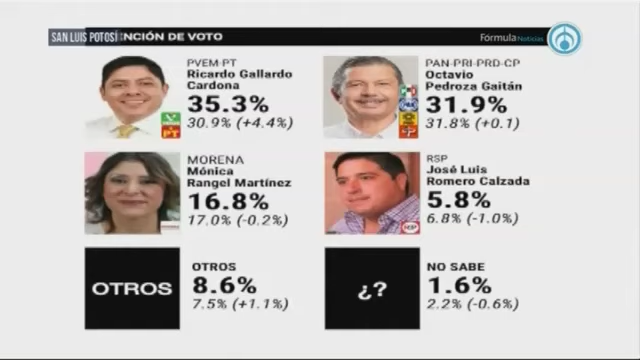 SAN LUIS POTOSÍ
NCIÓN DE VOTO
Fórmula
Noticias
PVEM-PT
Ricardo Gallardo
Cardona
35.3%
30.9% (+4.4%)
PT
PAN-PRI-PRD-CP
Octavio
Pedroza Gaitán
31.9%
31.8% (+0.1)
PAN
MORENA
Mónica
Rangel Martínez
16.8%
17.0% (-0.2%)
RSP
José Luis
Romero Calzada
5.8%
6.8% (-1.0%)
RSP
OTROS
OTROS
8.6%
7.5% (+1.1%)
¿?
NO SABE
1.6%
2.2% (-0.6%)